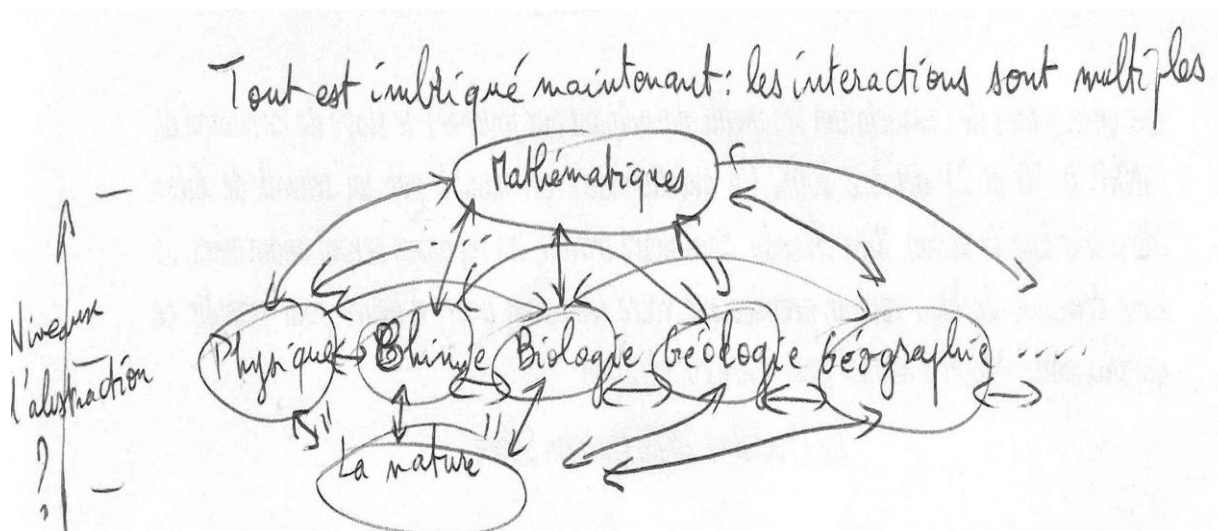 Tout est imbriqué maintenant : les interactions sont multiples
Mathématiques
Niveaux
d'abstraction
?
Physique Chimie Biologie Géologie Géographie .....
La nature